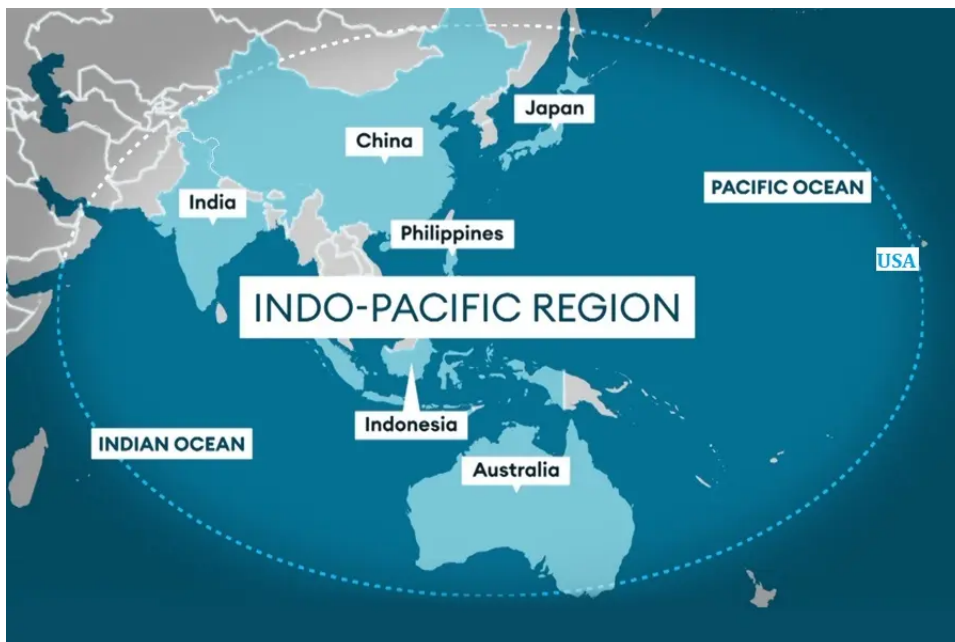 Japan
China
PACIFIC OCEAN
India
Philippines
USA
INDO-PACIFIC REGION
Indonesia
INDIAN OCEAN
Australia